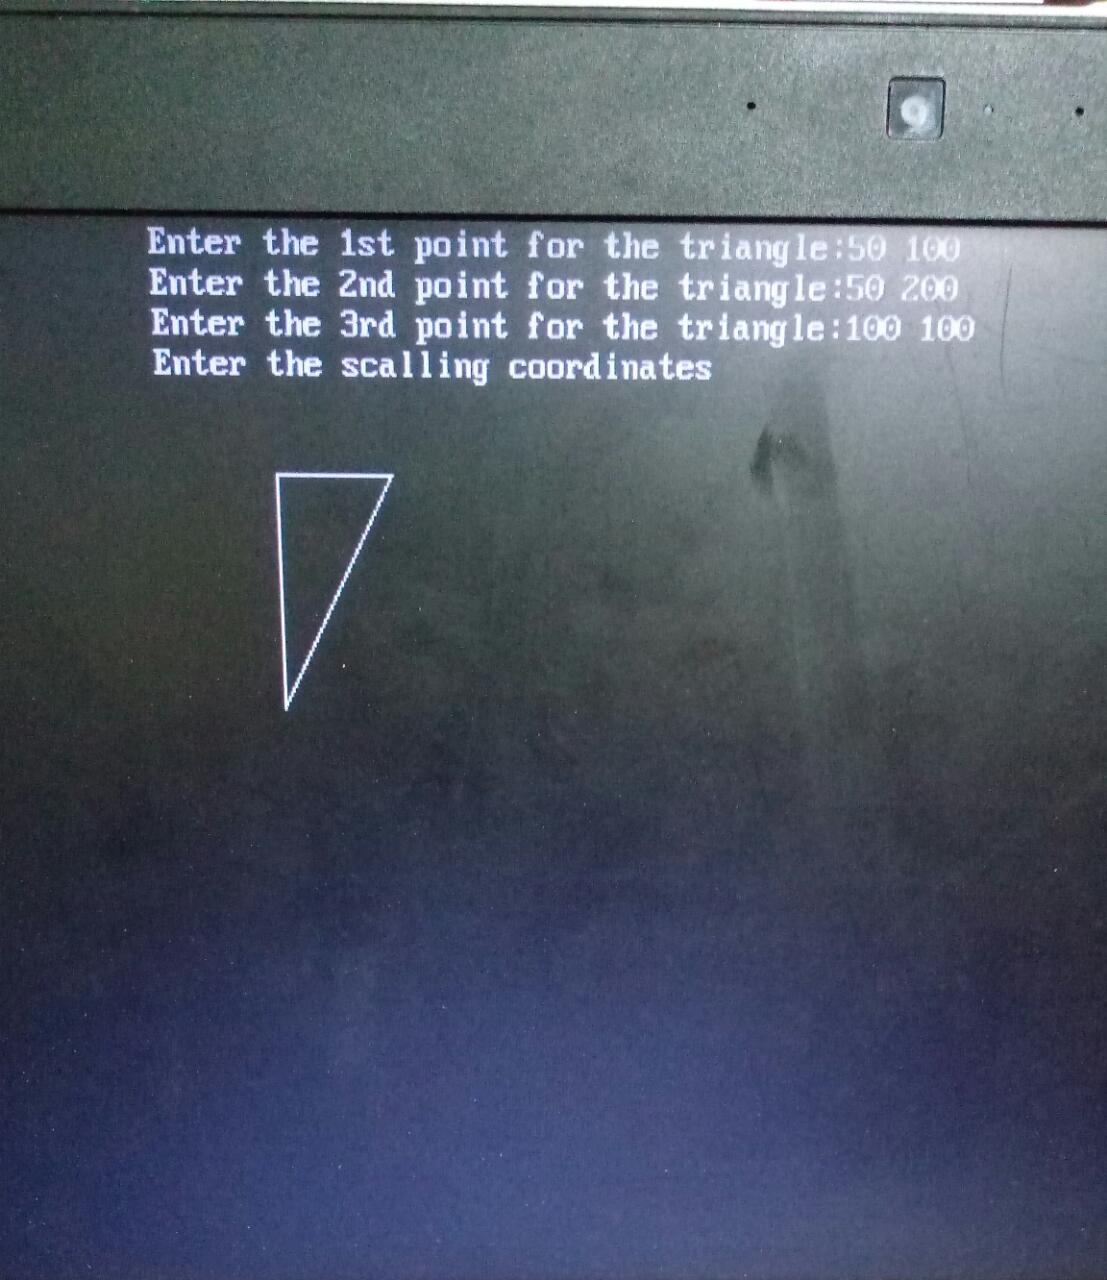 Enter the 1st point for the triangle:50 100
Enter the 2nd point for the triangle:50 200
Enter the 3rd point for the triangle:100 100
Enter the scalling coordinates